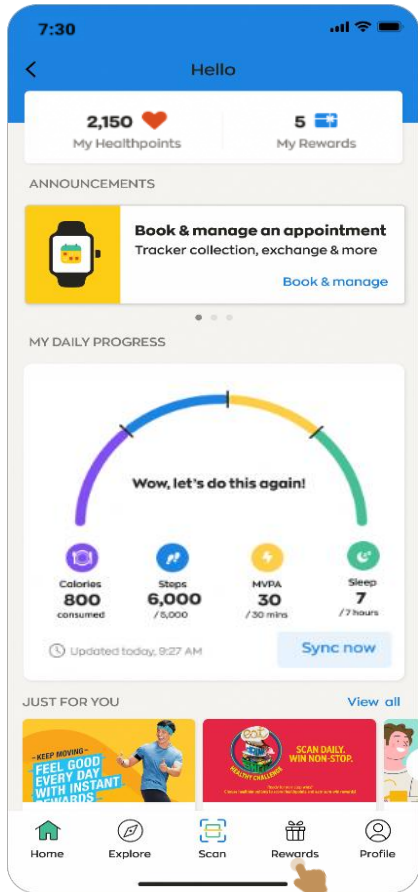 7:30
Hello
2,150
5
My Healthpoints
My Rewards
ANNOUNCEMENTS
Book & manage an appointment
Tracker collection, exchange & more
Book & manage
MY DAILY PROGRESS
Wow, let's do this again!
Calories
800
consumed
Steps
6,000
/5,000
MVPA
30
/30 mins
Sleep
7
/7 hours
Updated today, 9:27 AM
Sync now
JUST FOR YOU
View all
- KEEP MOVING -
FEEL GOOD
EVERY DAY
WITH INSTANT
REWARDS
HEALTHY CHALLENGE
SCAN DAILY.
WIN NON-STOP.
Home
Explore
Scan
Rewards
Profile